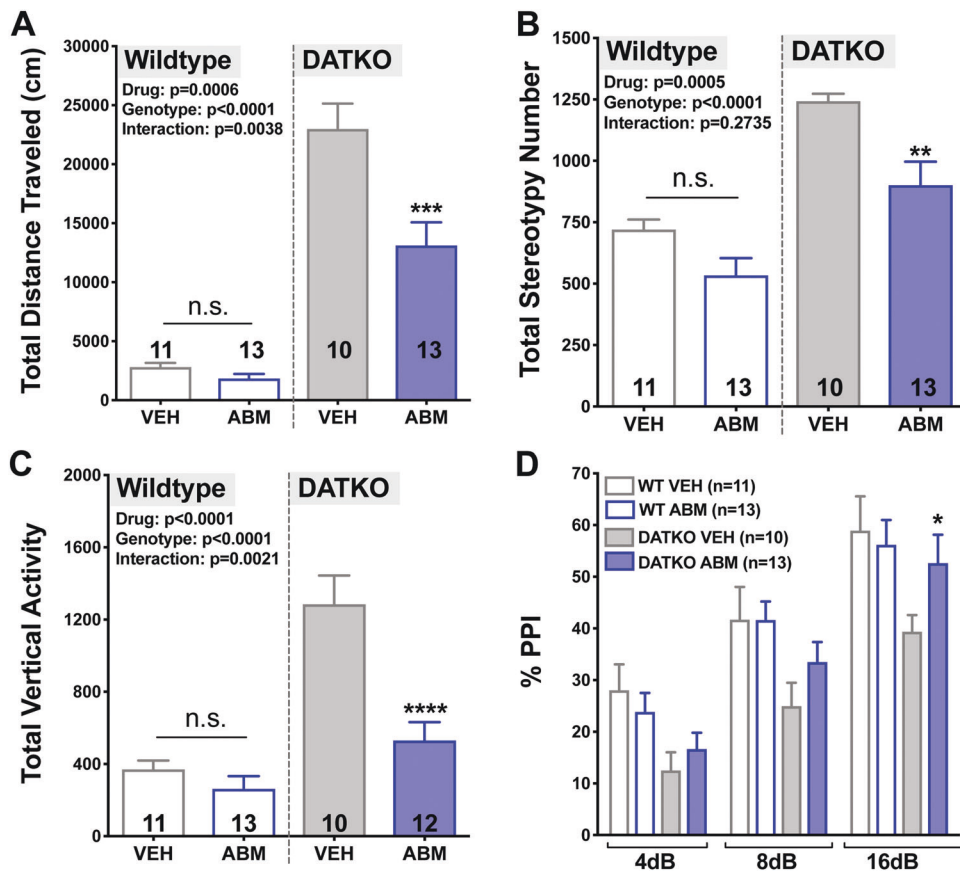 A
Total Distance Traveled (cm)
30000
25000
20000
15000
10000
5000
0
Wildtype
Drug: p=0.0006
Genotype: p<0.0001
Interaction: p=0.0038
DATKO
n.s.
***
11
13
10
13
VEH
ABM
VEH
ABM
B
Total Stereotypy Number
1500
1250
1000
750
500
250
0
Wildtype
Drug: p=0.0005
Genotype: p<0.0001
Interaction: p=0.2735
DATKO
n.s.
**
11
13
10
13
VEH
ABM
VEH
ABM
C
Total Vertical Activity
2000
1600
1200
800
400
0
Wildtype
Drug: p<0.0001
Genotype: p<0.0001
Interaction: p=0.0021
DATKO
n.s.
****
11
13
10
12
VEH
ABM
VEH
ABM
D
% PPI
70
60
50
40
30
20
10
0
WT VEH (n=11)
WT ABM (n=13)
DATKO VEH (n=10)
DATKO ABM (n=13)
*
4dB
8dB
16dB